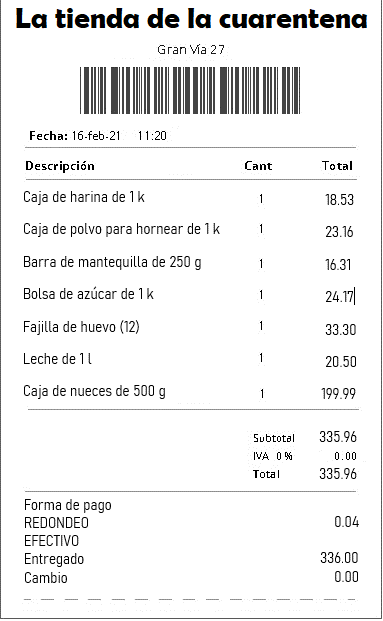 La tienda de la cuarentena
Gran Vía 27
Fecha: 16-feb-21 11:20
Descripción Cant Total
Caja de harina de 1 k 1 18.53
Caja de polvo para hornear de 1 k 1 23.16
Barra de mantequilla de 250 g 1 16.31
Bolsa de azúcar de 1 k 1 24.17
Fajilla de huevo (12) 1 33.30
Leche de 1 l 1 20.50
Caja de nueces de 500 g 1 199.99
Subtotal 335.96
IVA 0 % 0.00
Total 335.96
Forma de pago
REDONDEO 0.04
EFECTIVO
Entregado 336.00
Cambio 0.00